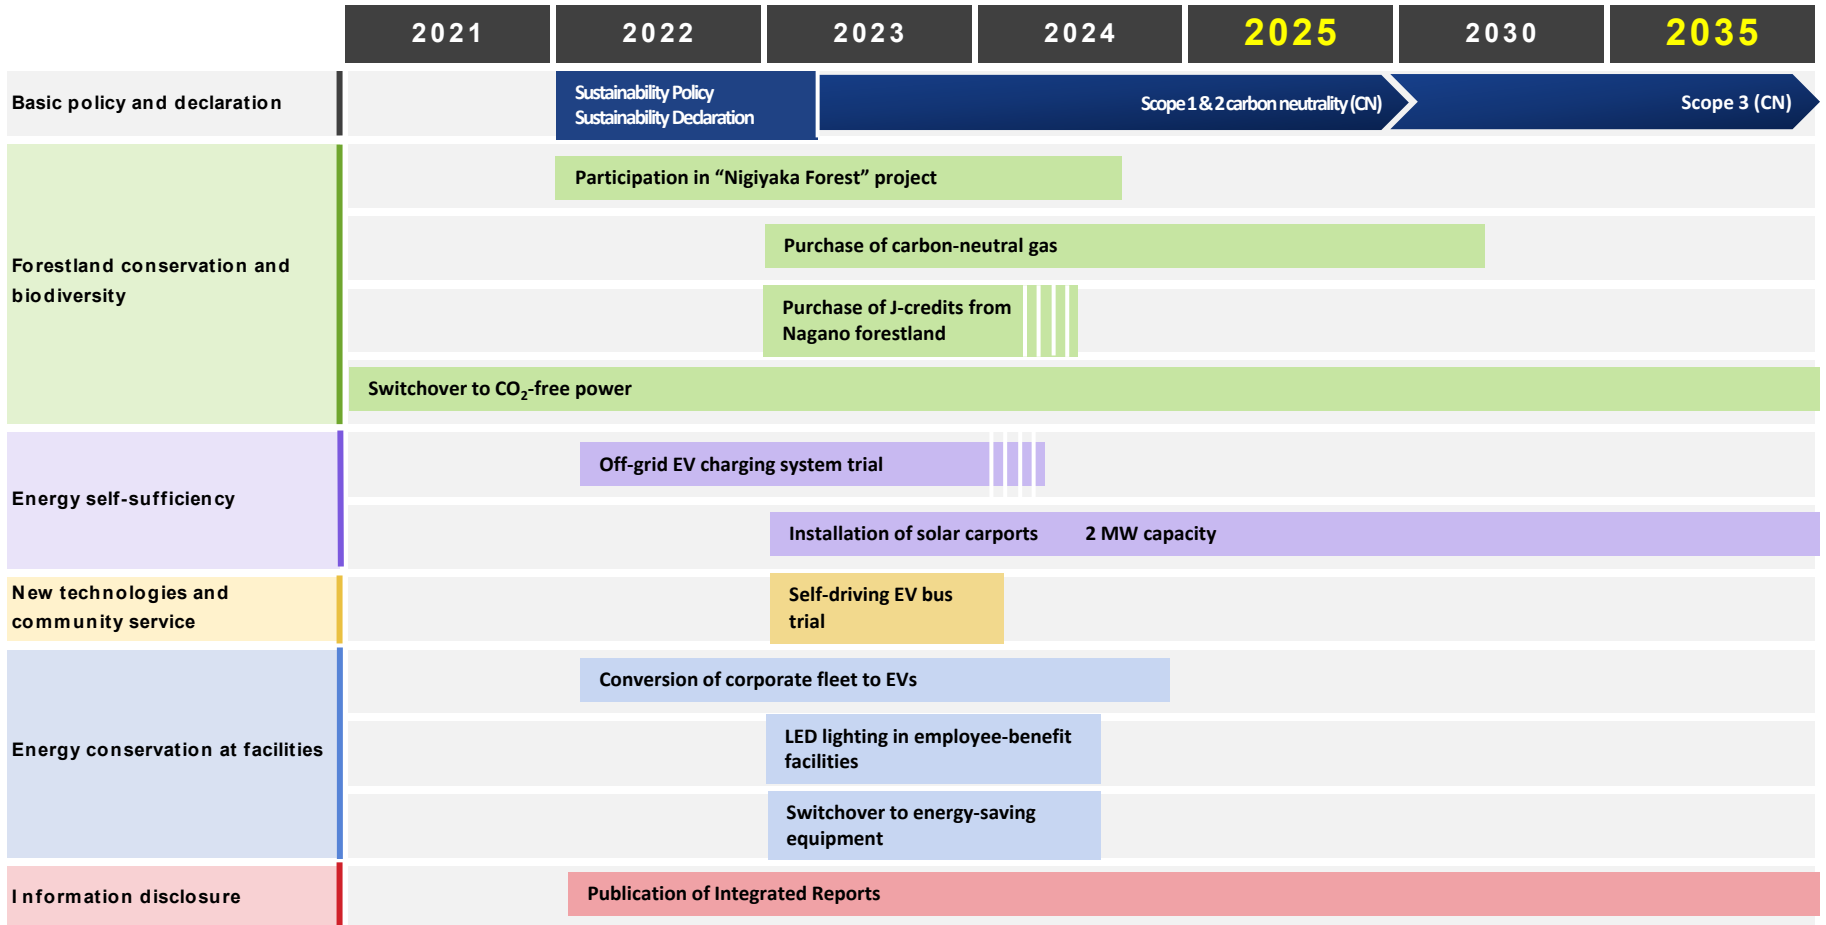 2021 2022 2023 2024 2025 2030 2035
Basic policy and declaration
Sustainability Policy
Sustainability Declaration
Scope 1 & 2 carbon neutrality (CN)
Scope 3 (CN)
Forestland conservation and
biodiversity
Participation in “Nigiyaka Forest” project
Purchase of carbon-neutral gas
Purchase of J-credits from
Nagano forestland
Switchover to CO₂-free power
Energy self-sufficiency
Off-grid EV charging system trial
Installation of solar carports 2 MW capacity
New technologies and
community service
Self-driving EV bus
trial
Energy conservation at facilities
Conversion of corporate fleet to EVs
LED lighting in employee-benefit
facilities
Switchover to energy-saving
equipment
Information disclosure
Publication of Integrated Reports